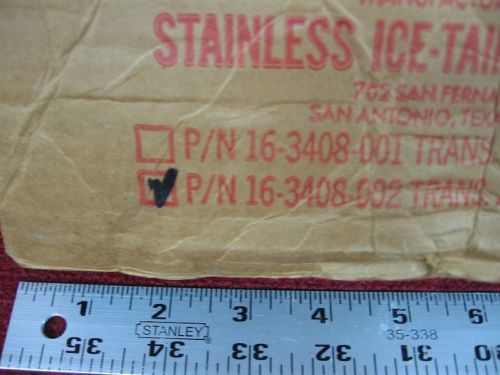 STAINLESS ICE-TAI
702 SAN FERNA
SAN ANTONIO, TEX
P/N 16-3408-001 TRANS.
P/N 16-3408-002 TRANS.
1 2 3 4 5 6
STANLEY
35-338
35 34 33 32 31 30